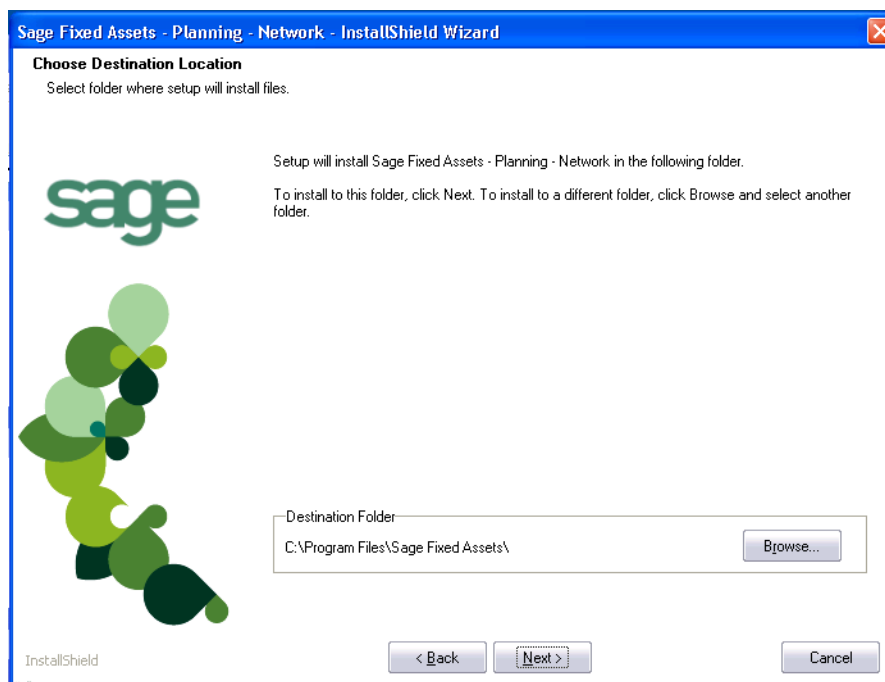 Sage Fixed Assets - Planning - Network - InstallShield Wizard
Choose Destination Location
Select folder where setup will install files.
sage
Setup will install Sage Fixed Assets - Planning - Network in the following folder.
To install to this folder, click Next. To install to a different folder, click Browse and select another
folder.
Destination Folder
C:\Program Files\Sage Fixed Assets\
Browse...
InstallShield
< Back
Next >
Cancel